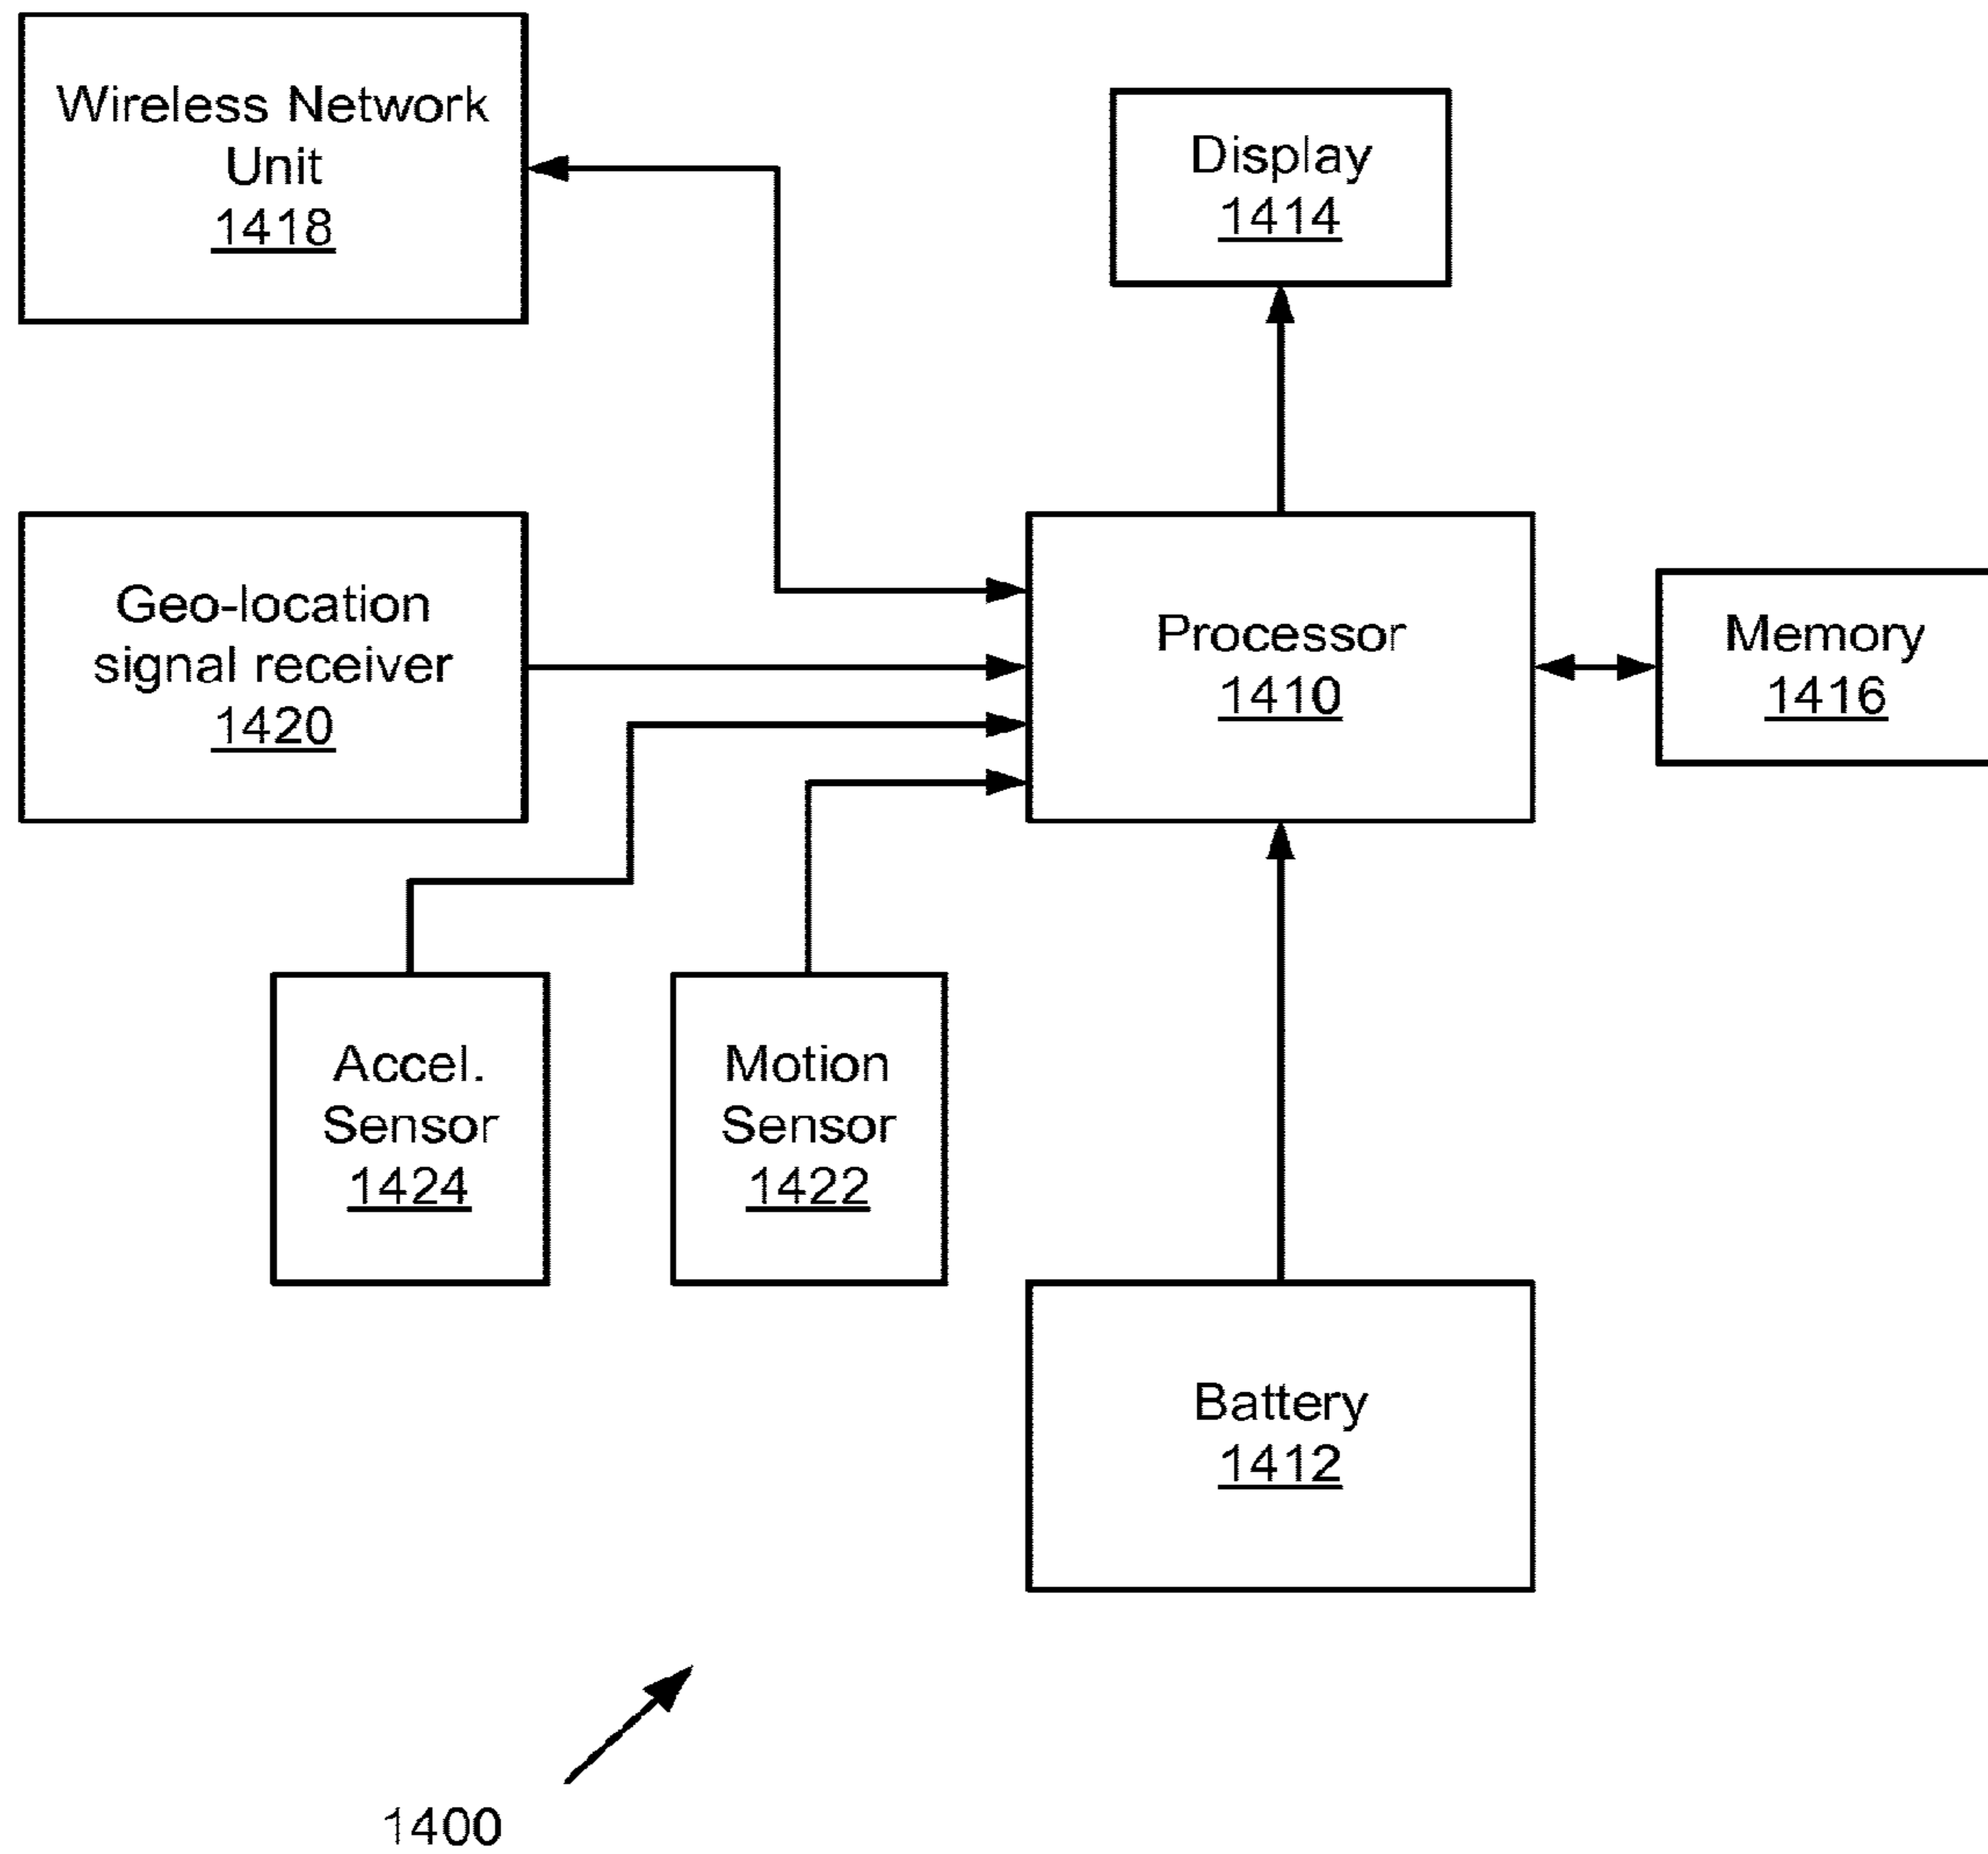 Wireless Network
Unit
1418
Display
1414
Geo-location
signal receiver
1420
Processor
1410
Memory
1416
Accel.
Sensor
1424
Motion
Sensor
1422
Battery
1412
1400